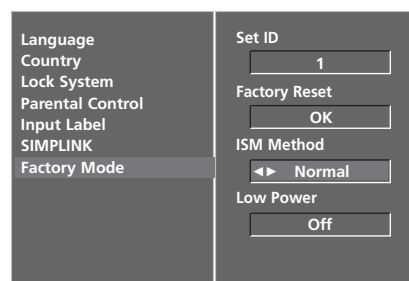 Language
Country
Lock System
Parental Control
Input Label
SIMPLINK
Factory Mode
Set ID
1
Factory Reset
OK
ISM Method
◄► Normal
Low Power
Off